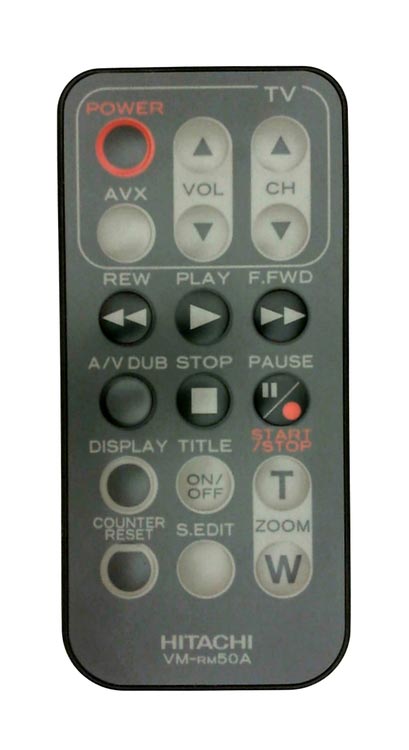 TV
POWER
AVX VOL CH
REW PLAY F.FWD
A/V DUB STOP PAUSE
START
/STOP
DISPLAY TITLE
ON/
OFF
T
COUNTER
RESET
S.EDIT
ZOOM
W
HITACHI
VM-RM50A